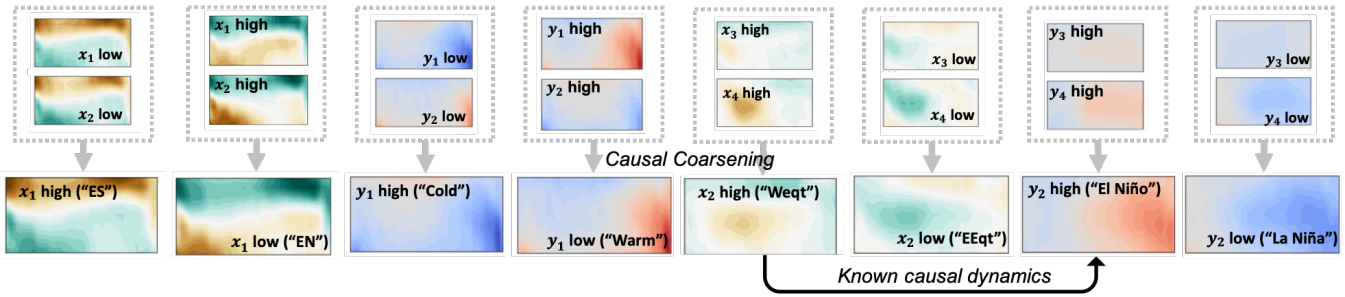 x₁ low
x₂ low
x₁ high
x₂ high
y₁ low
y₂ low
y₁ high
y₂ high
x₃ high
x₄ high
x₃ low
x₄ low
y₃ high
y₄ high
y₃ low
y₄ low
Causal Coarsening
x₁ high (“ES”)
x₁ low (“EN”)
y₁ high (“Cold”)
y₁ low (“Warm”)
x₂ high (“Weqt”)
x₂ low (“EEqt”)
y₂ high (“El Niño”)
y₂ low (“La Niña”)
Known causal dynamics